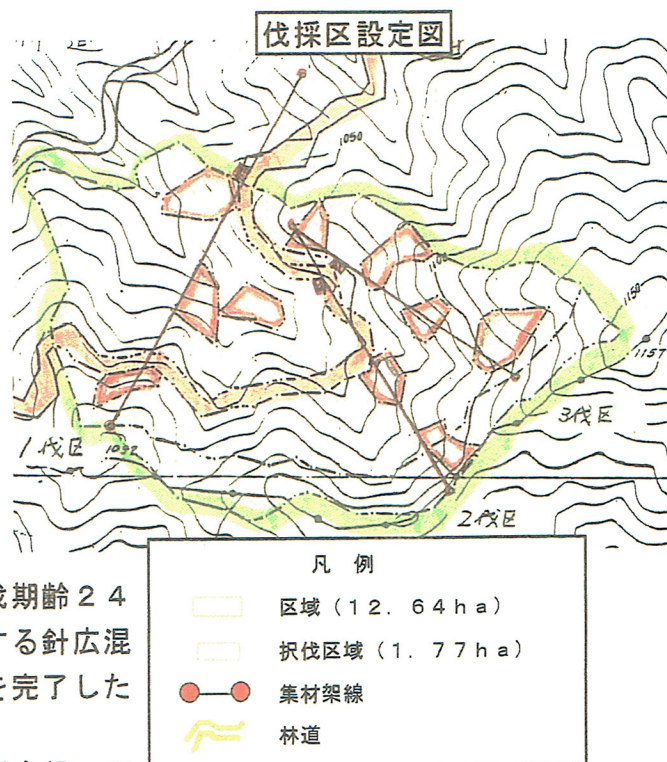 伐採区設定図
1050
1150
1157
1伐区
1032
3伐区
2伐区
凡 例
区域(12.64ha)
択伐区域(1.77ha)
集材架線
林道
伐期齢24
する針広混
を完了した